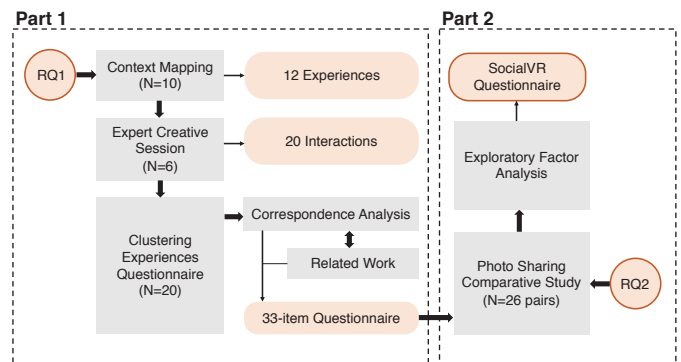 Part 1
RQ1
Context Mapping
(N=10)
12 Experiences
Expert Creative
Session
(N=6)
20 Interactions
Clustering
Experiences
Questionnaire
(N=20)
Correspondence Analysis
Related Work
33-item Questionnaire
Part 2
SocialVR
Questionnaire
Exploratory Factor
Analysis
Photo Sharing
Comparative Study
(N=26 pairs)
RQ2